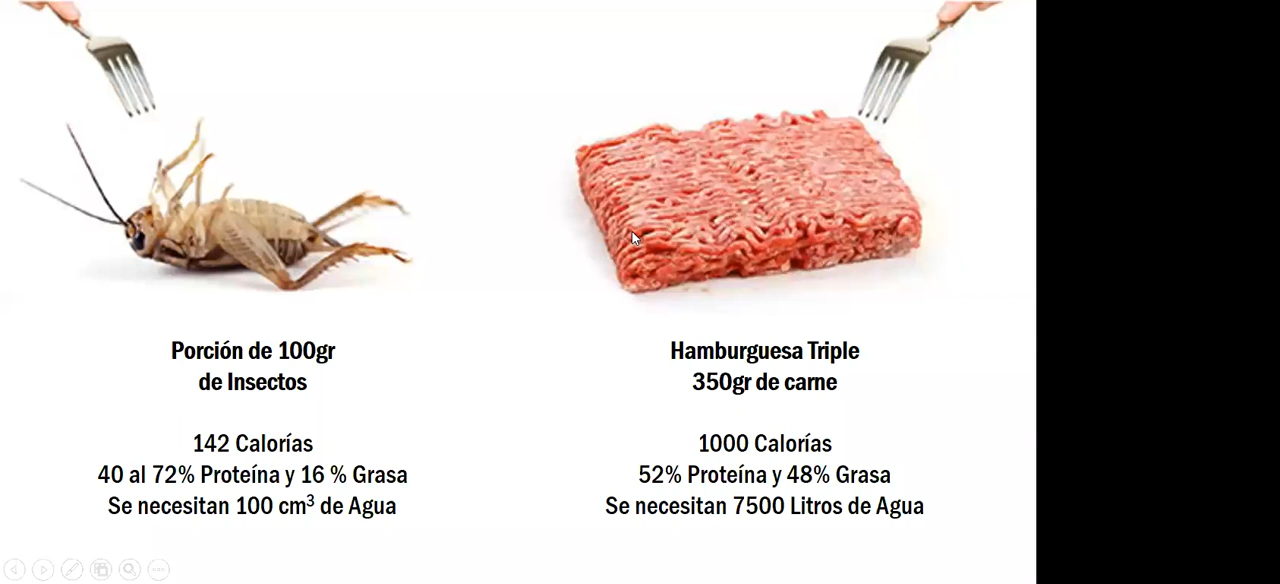 Porción de 100gr
de Insectos
142 Calorías
40 al 72% Proteína y 16 % Grasa
Se necesitan 100 cm³ de Agua
Hamburguesa Triple
350gr de carne
1000 Calorías
52% Proteína y 48% Grasa
Se necesitan 7500 Litros de Agua